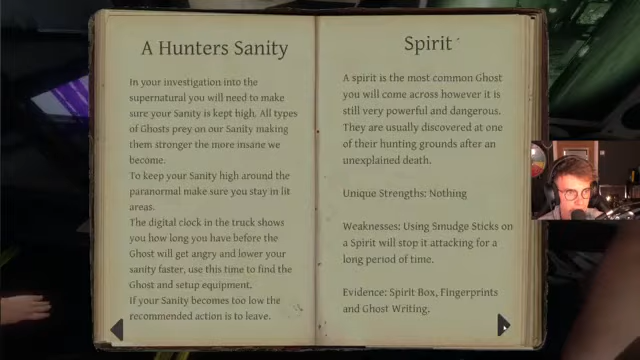 A Hunters Sanity
In your investigation into the
supernatural you will need to make
sure your Sanity is kept high, All types
of Ghosts prey on our Sanity making
them stronger the more insane we
become.
To keep your Sanity high around the
paranormal make sure you stay in lit
areas.
The digital clock in the truck shows
you how long you have before the
Ghost will get angry and lower your
sanity faster, use this time to find the
Ghost and setup equipment.
If your Sanity becomes too low the
recommended action is to leave.
Spirit
A spirit is the most common Ghost
you will come across however it is
still very powerful and dangerous.
They are usually discovered at one
of their hunting grounds after an
unexplained death.
Unique Strengths: Nothing
Weaknesses: Using Smudge Sticks on
a Spirit will stop it attacking for a
long period of time.
Evidence: Spirit Box, Fingerprints
and Ghost Writing.